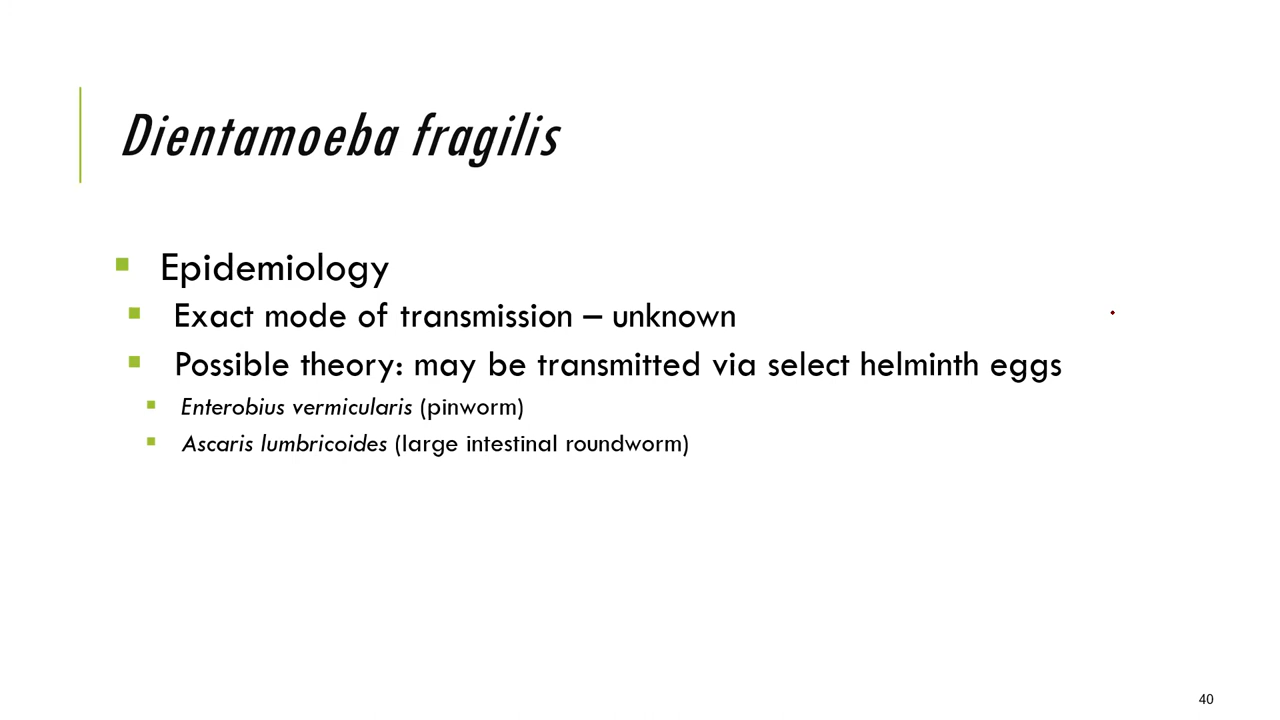 Dientamoeba fragilis
Epidemiology
Exact mode of transmission – unknown
Possible theory: may be transmitted via select helminth eggs
Enterobius vermicularis (pinworm)
Ascaris lumbricoides (large intestinal roundworm)
40